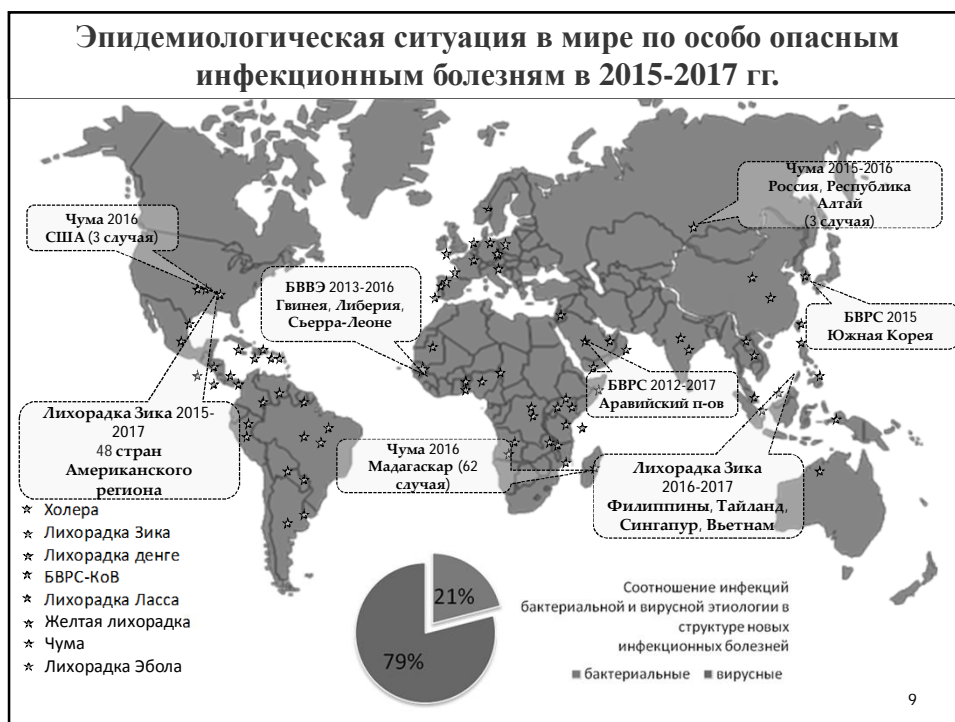 Эпидемиологическая ситуация в мире по особо опасным
инфекционным болезням в 2015-2017 гг.
Чума 2015-2016
Россия, Республика
Алтай
(3 случая)
Чума 2016
США (3 случая)
БВВЭ 2013-2016
Гвинея, Либерия,
Сьерра-Леоне
БВРС 2015
Южная Корея
БВРС 2012-2017
Аравийский п-ов
Лихорадка Зика 2015-
2017
48 стран
Американского
региона
Чума 2016
Мадагаскар (62
случая)
Лихорадка Зика
2016-2017
Филиппины, Тайланд,
Сингапур, Вьетнам
Холера
Лихорадка Зика
Лихорадка денге
БВРС-КоВ
Лихорадка Ласса
Желтая лихорадка
Чума
Лихорадка Эбола
21%
79%
Соотношение инфекций
бактериальной и вирусной этиологии в
структуре новых
инфекционных болезней
бактериальные вирусные
9